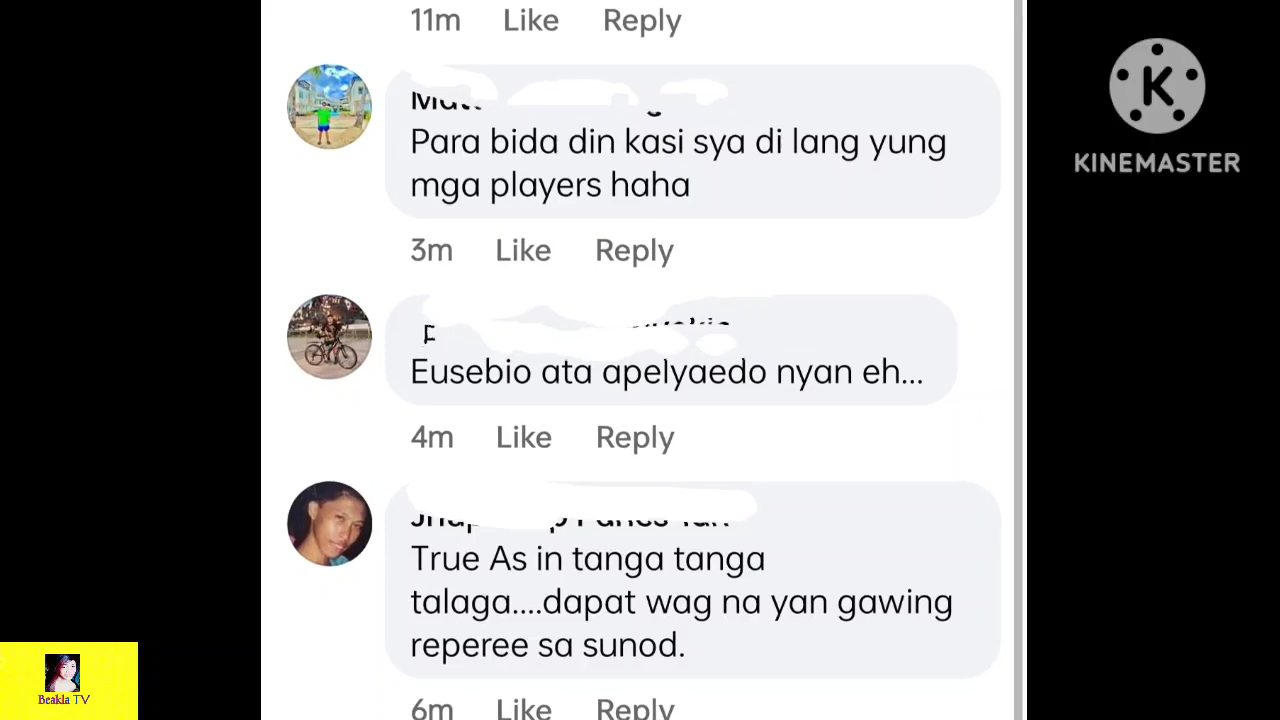 11m Like Reply
Para bida din kasi sya di lang yung
mga players haha
3m Like Reply
Eusebio ata apelyaedo nyan eh...
4m Like Reply
True As in tanga tanga
talaga....dapat wag na yan gawing
reperee sa sunod.
6m Like Reply
K
KINEMASTER
Beakla TV